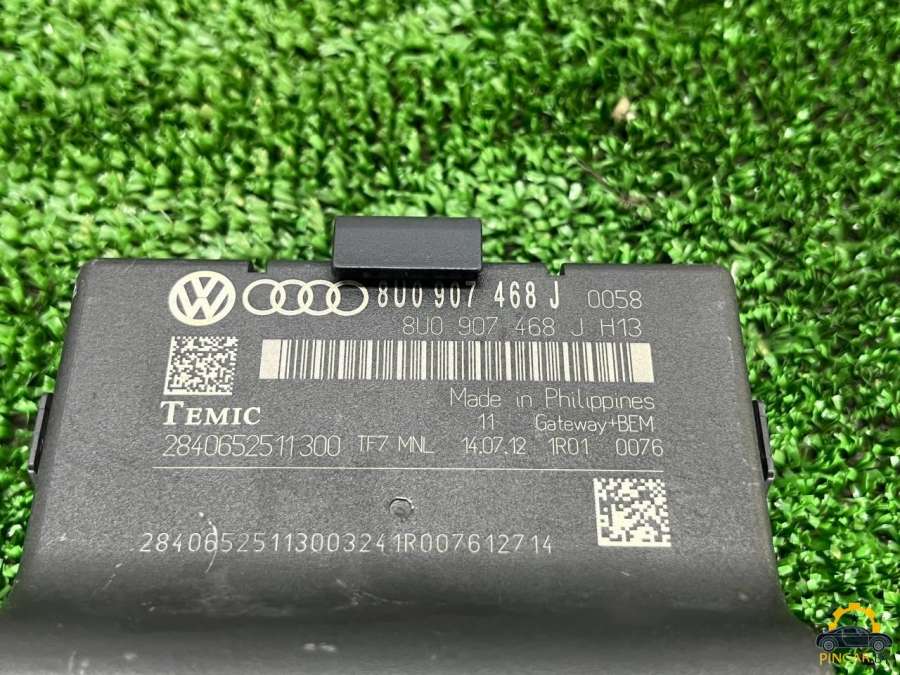 8U0 907 468 J 0058
8U0 907 468 J H13
Made in Philippines
TEMIC 11 Gateway+BEM
2840652511300 TF7 MNL 14.07.12 1R01 0076
28406525113003241R007612714
PINCAR.LT